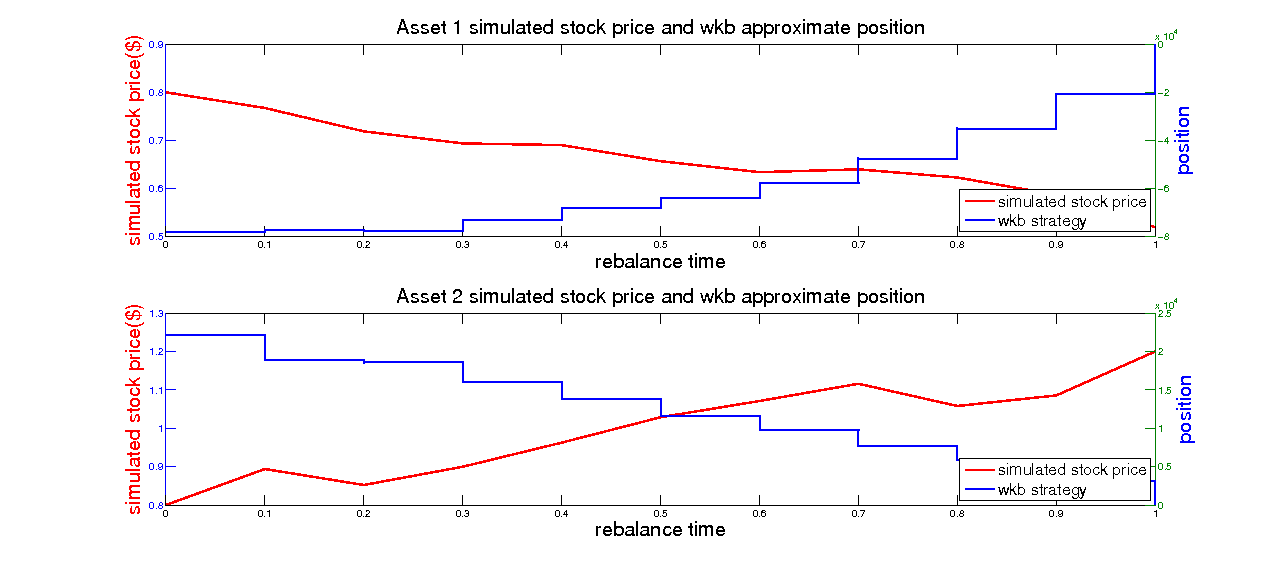 Asset 1 simulated stock price and wkb approximate position
simulated stock price($)
0.9
0.8
0.7
0.6
0.5
x 10^4
0
−2
−4
−6
−8
position
simulated stock price
wkb strategy
0 0.1 0.2 0.3 0.4 0.5 0.6 0.7 0.8 0.9 1
rebalance time
Asset 2 simulated stock price and wkb approximate position
simulated stock price($)
1.3
1.2
1.1
1
0.9
0.8
x 10^4
2.5
2
1.5
1
0.5
0
position
simulated stock price
wkb strategy
0 0.1 0.2 0.3 0.4 0.5 0.6 0.7 0.8 0.9 1
rebalance time